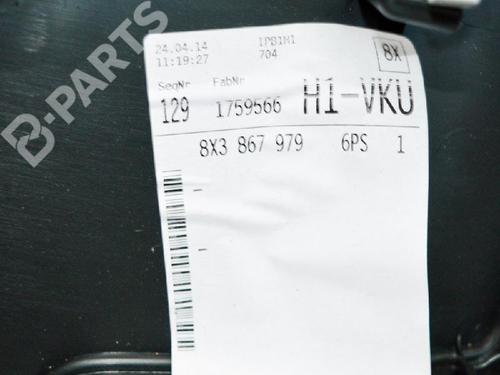 B-PARTS
24.04.14 IPBIN1 8X
11:19:27 704
SeqNr FabNr
129 1759566 H1-VKU
8X3 867 979 6PS 1